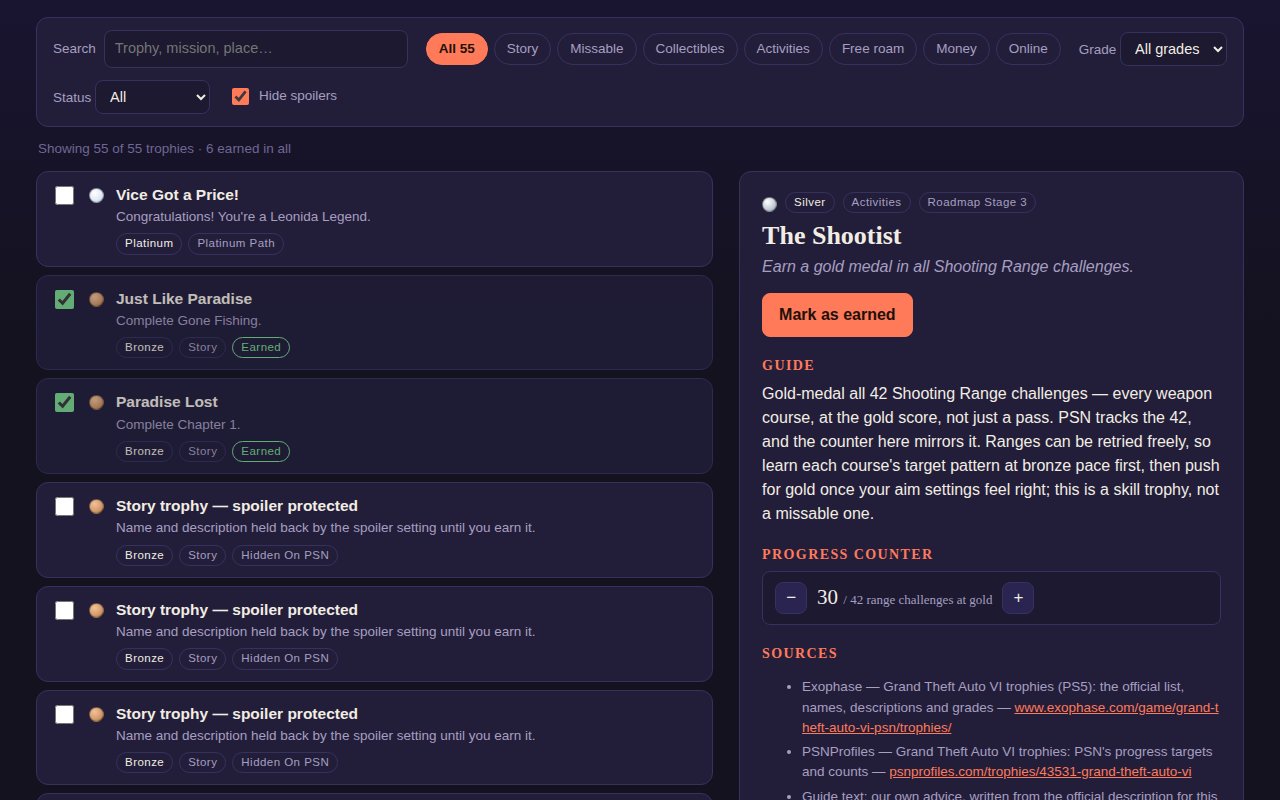 Search Trophy, mission, place… All 55 Story Missable Collectibles Activities Free roam Money Online Grade All grades
Status All Hide spoilers
Showing 55 of 55 trophies · 6 earned in all
Vice Got a Price!
Congratulations! You're a Leonida Legend.
Platinum Platinum Path
Just Like Paradise
Complete Gone Fishing.
Bronze Story Earned
Paradise Lost
Complete Chapter 1.
Bronze Story Earned
Story trophy — spoiler protected
Name and description held back by the spoiler setting until you earn it.
Bronze Story Hidden On PSN
Story trophy — spoiler protected
Name and description held back by the spoiler setting until you earn it.
Bronze Story Hidden On PSN
Story trophy — spoiler protected
Name and description held back by the spoiler setting until you earn it.
Bronze Story Hidden On PSN
Silver Activities Roadmap Stage 3
The Shootist
Earn a gold medal in all Shooting Range challenges.
Mark as earned
GUIDE
Gold-medal all 42 Shooting Range challenges — every weapon
course, at the gold score, not just a pass. PSN tracks the 42,
and the counter here mirrors it. Ranges can be retried freely, so
learn each course's target pattern at bronze pace first, then push
for gold once your aim settings feel right; this is a skill trophy, not
a missable one.
PROGRESS COUNTER
− 30 / 42 range challenges at gold +
SOURCES
• Exophase — Grand Theft Auto VI trophies (PS5): the official list,
names, descriptions and grades — www.exophase.com/game/grand-t
heft-auto-vi-psn/trophies/
• PSNProfiles — Grand Theft Auto VI trophies: PSN's progress targets
and counts — psnprofiles.com/trophies/43531-grand-theft-auto-vi
• Guide text: our own advice, written from the official description for this